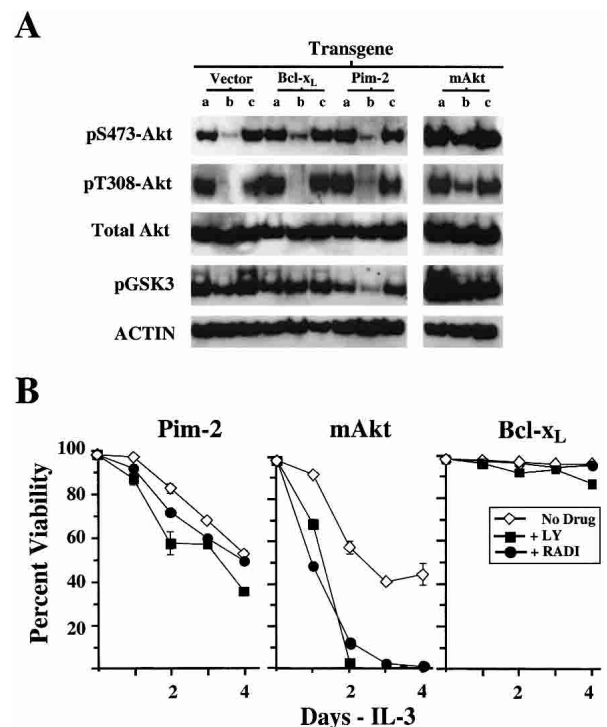 A
Transgene
Vector Bcl-xL Pim-2 mAkt
a b c a b c a b c a b c
pS473-Akt
pT308-Akt
Total Akt
pGSK3
ACTIN
B
Pim-2 mAkt Bcl-xL
Percent Viability
100
80
60
40
20
No Drug
+ LY
+ RADI
2 4 2 4 2 4
Days - IL-3